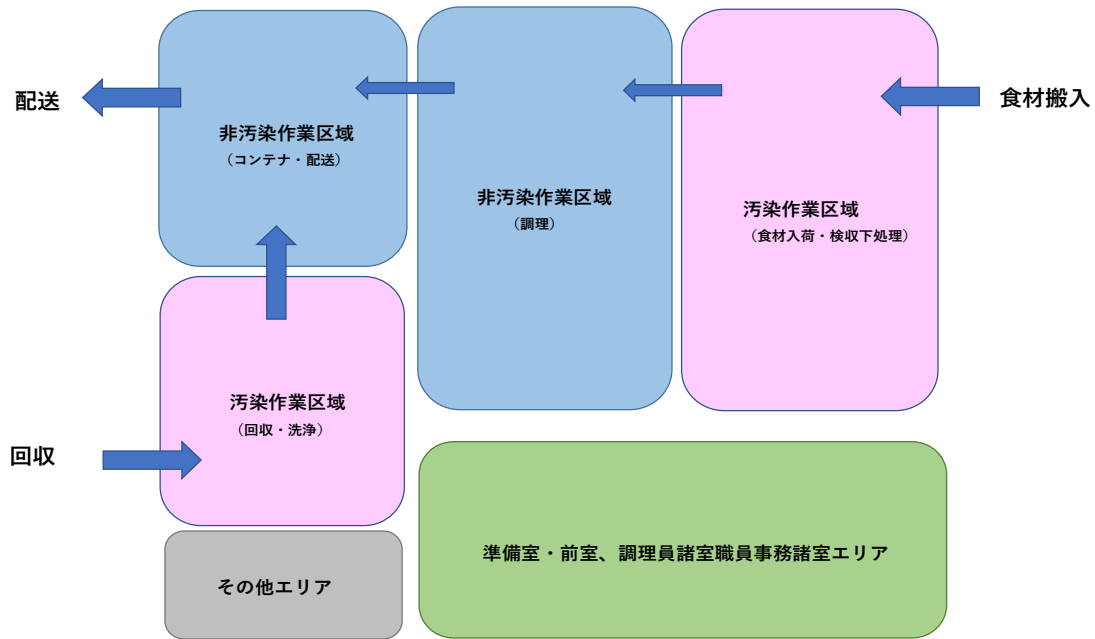 配送
非汚染作業区域
（コンテナ・配送）
非汚染作業区域
（調理）
汚染作業区域
（食材入荷・検収下処理）
食材搬入
汚染作業区域
（回収・洗浄）
回収
その他エリア
準備室・前室、調理員諸室職員事務諸室エリア